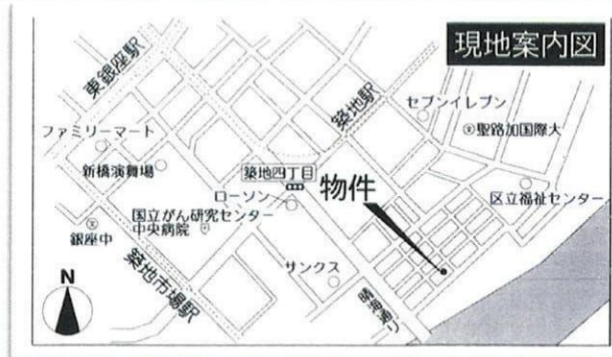 現地案内図
東銀座駅
築地駅
セブンイレブン
ファミリーマート
聖路加国際大
新橋演舞場
築地四丁目
物件
ローソン
区立福祉センター
国立がん研究センター
中央病院
銀座中
サンクス
築地市場駅
晴海通り
N